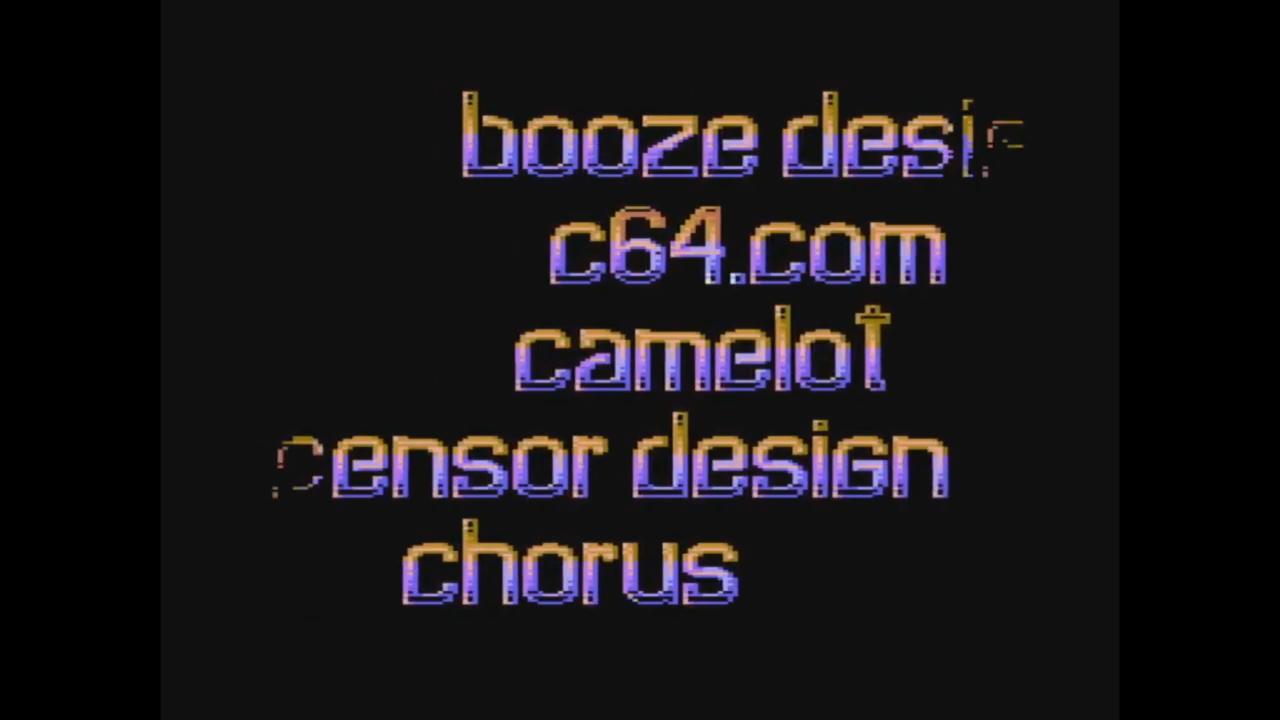 booze desi
c64.com
camelot
censor design
chorus